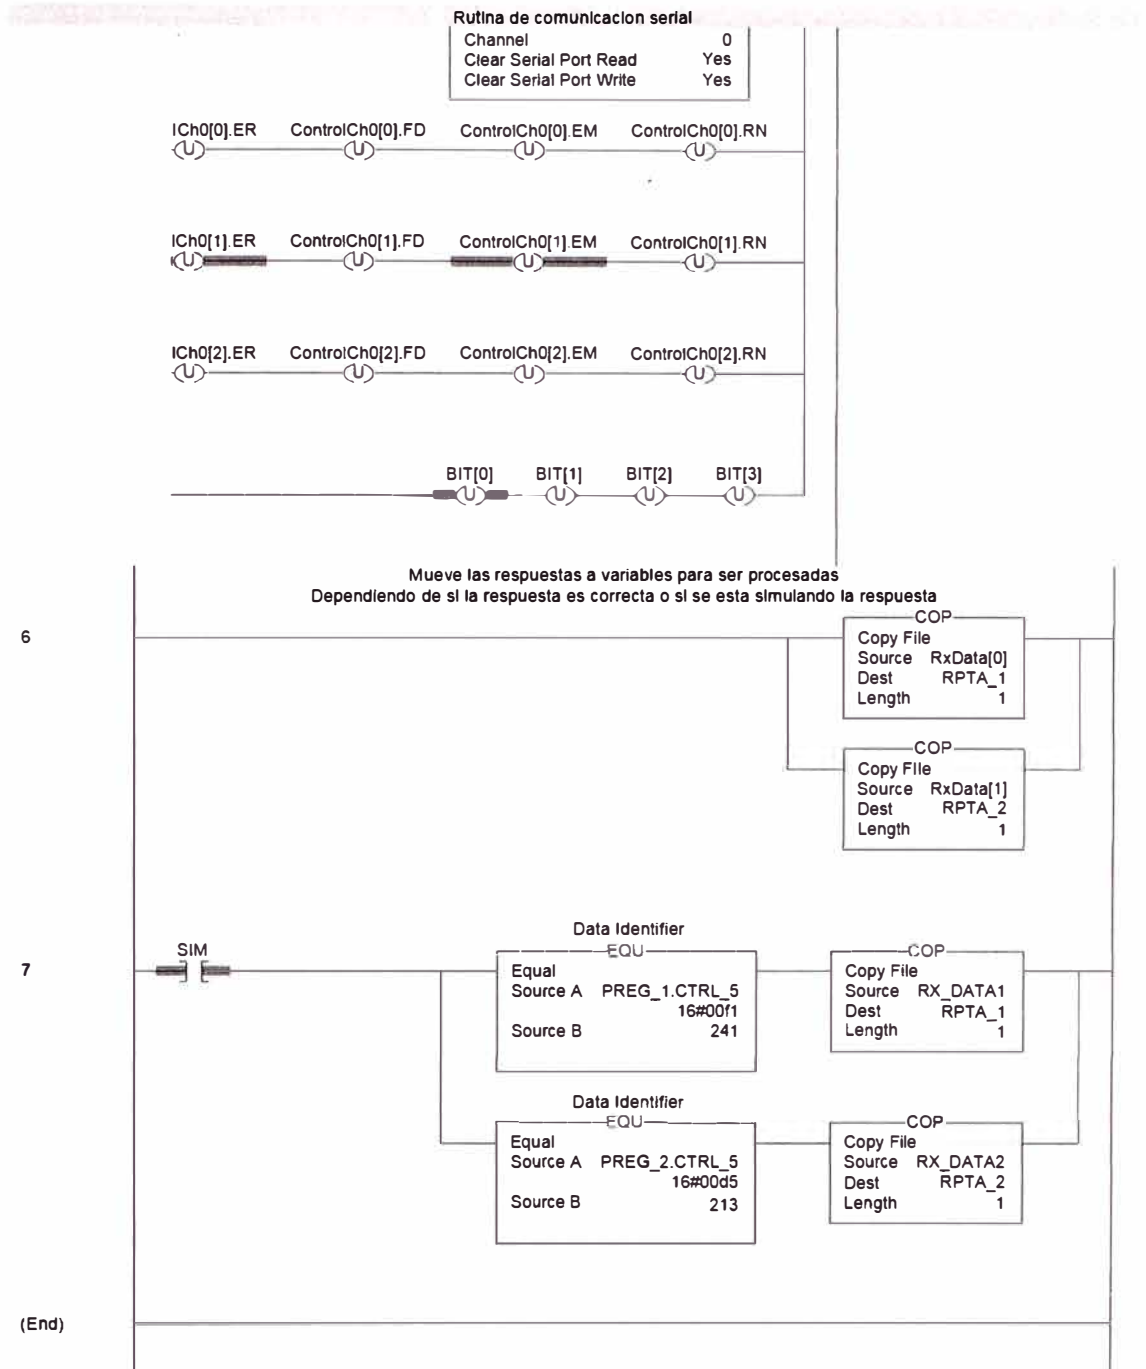 Rutina de comunicacion serial
Channel 0
Clear Serial Port Read Yes
Clear Serial Port Write Yes
lCh0[0].ER ControlCh0[0].FD ControlCh0[0].EM ControlCh0[0].RN
U U U U
lCh0[1].ER ControlCh0[1].FD ControlCh0[1].EM ControlCh0[1].RN
U U U U
lCh0[2].ER ControlCh0[2].FD ControlCh0[2].EM ControlCh0[2].RN
U U U U
BIT[0] BIT[1] BIT[2] BIT[3]
U U U U
Mueve las respuestas a variables para ser procesadas
Dependiendo de si la respuesta es correcta o si se esta simulando la respuesta
6
COP
Copy File
Source RxData[0]
Dest RPTA_1
Length 1
COP
Copy File
Source RxData[1]
Dest RPTA_2
Length 1
7
SIM
Data Identifier
EQU
Equal
Source A PREG_1.CTRL_5
16#00f1
Source B 241
COP
Copy File
Source RX_DATA1
Dest RPTA_1
Length 1
Data Identifier
EQU
Equal
Source A PREG_2.CTRL_5
16#00d5
Source B 213
COP
Copy File
Source RX_DATA2
Dest RPTA_2
Length 1
(End)